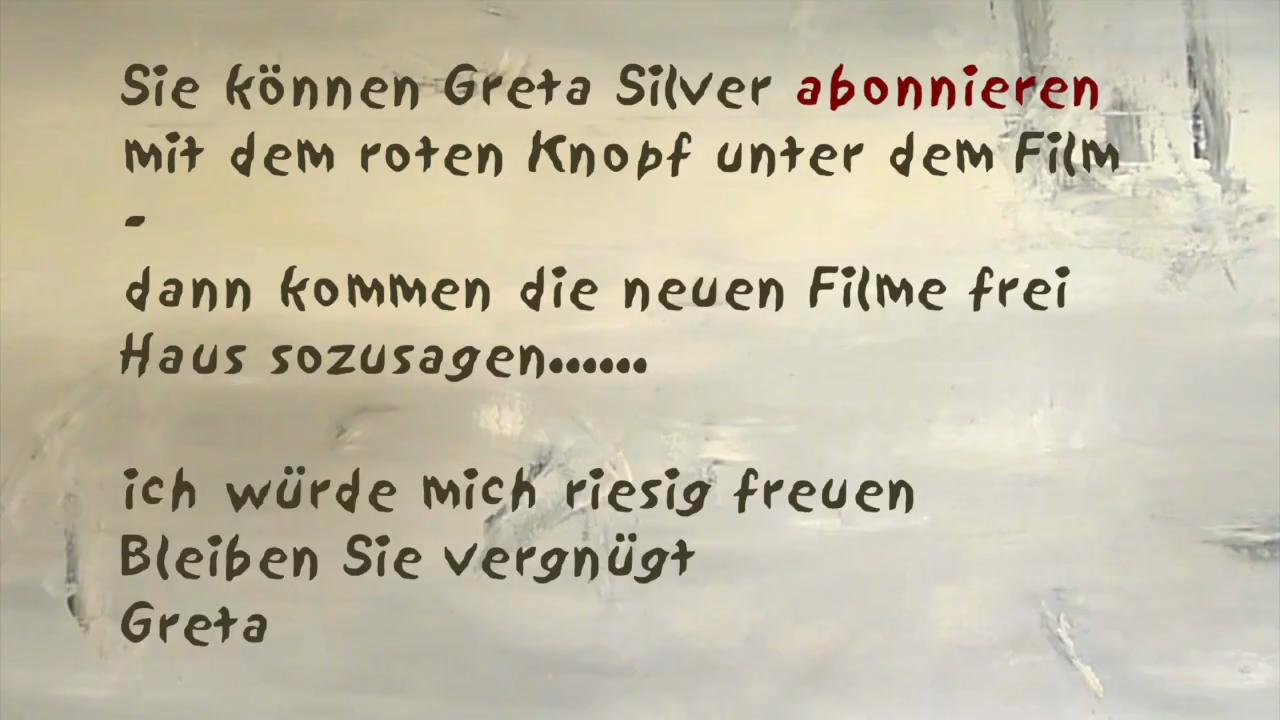 Sie können Greta Silver abonnieren
mit dem roten Knopf unter dem Film
-
dann kommen die neuen Filme frei
Haus sozusagen......
ich würde mich riesig freuen
Bleiben Sie vergnügt
Greta